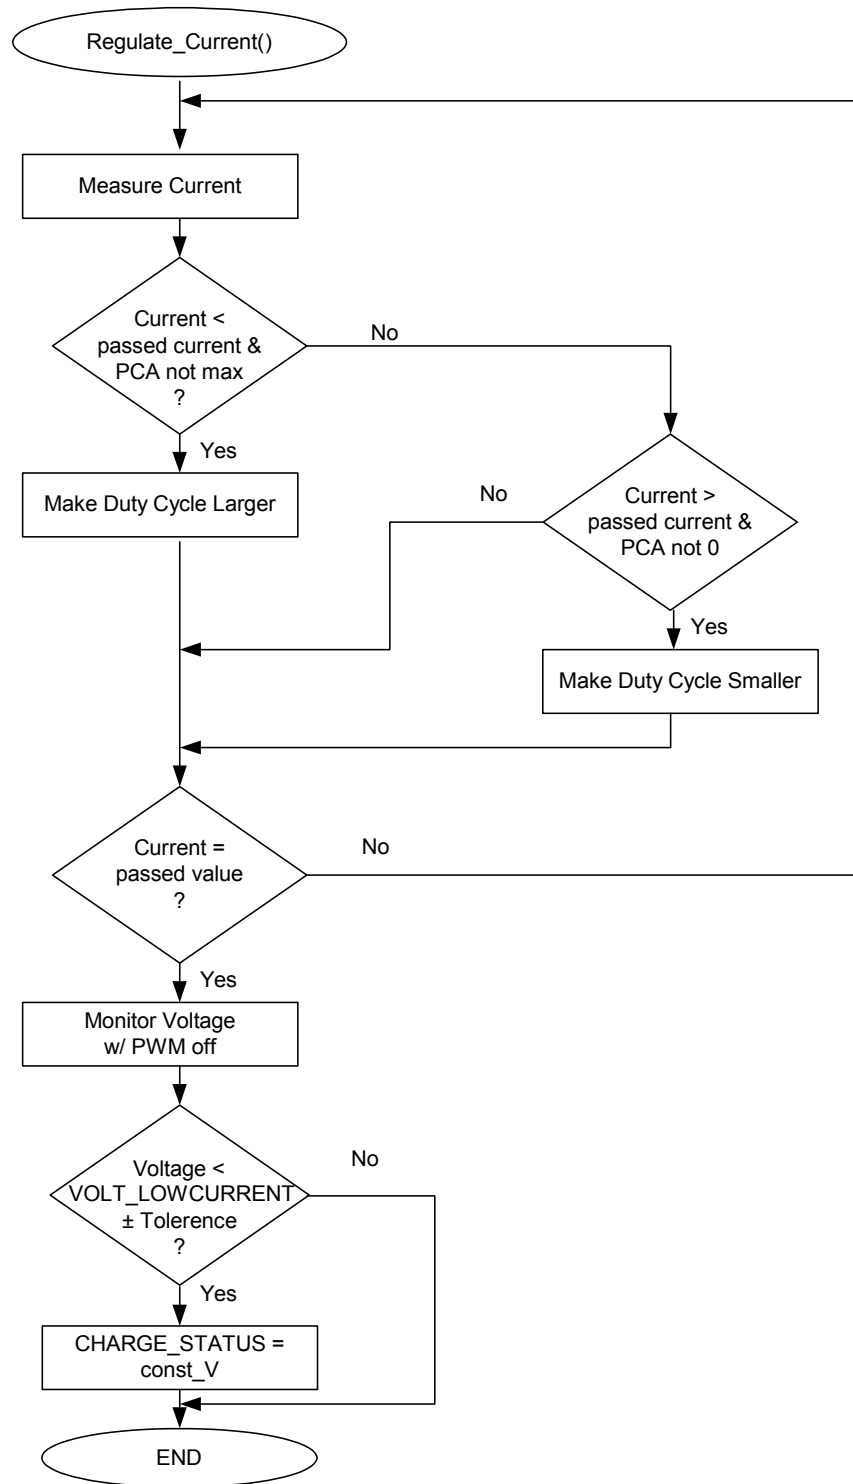 Regulate_Current()
Measure Current
Current <
passed current &
PCA not max
?
No
Yes
Make Duty Cycle Larger
No
Current >
passed current &
PCA not 0
Yes
Make Duty Cycle Smaller
Current =
passed value
?
No
Yes
Monitor Voltage
w/ PWM off
Voltage <
VOLT_LOWCURRENT
± Tolerence
?
No
Yes
CHARGE_STATUS =
const_V
END